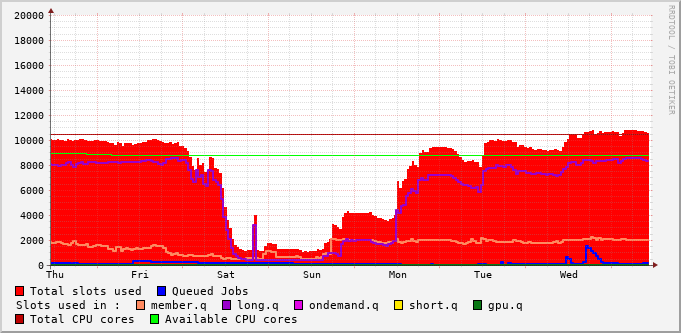 RRDTOOL / TOBI OETIKER
20000
18000
16000
14000
12000
10000
8000
6000
4000
2000
0
Thu Fri Sat Sun Mon Tue Wed
Total slots used Queued Jobs
Slots used in : member.q long.q ondemand.q short.q gpu.q
Total CPU cores Available CPU cores